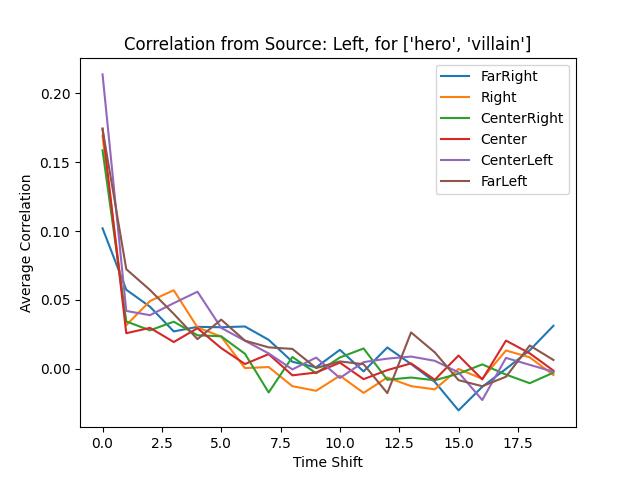 Correlation from Source: Left, for ['hero', 'villain']
FarRight
Right
CenterRight
Center
CenterLeft
FarLeft
Average Correlation
0.20
0.15
0.10
0.05
0.00
0.0 2.5 5.0 7.5 10.0 12.5 15.0 17.5
Time Shift